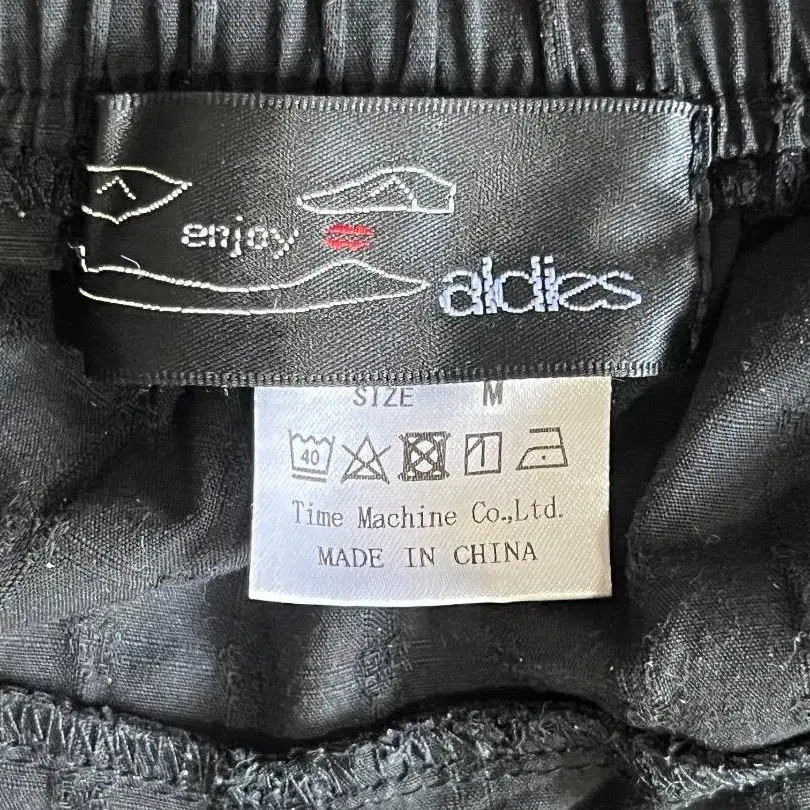 enjoy
aldies
SIZE M
40
Time Machine Co.,Ltd.
MADE IN CHINA